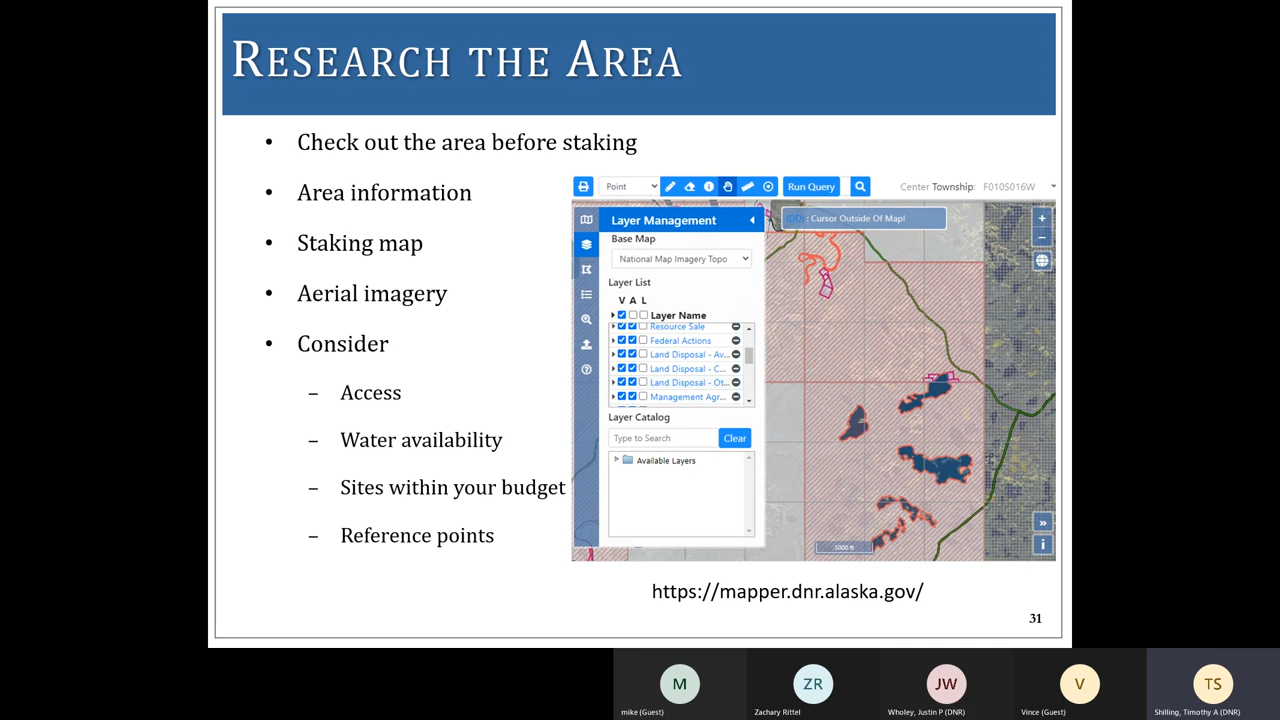 RESEARCH THE AREA
• Check out the area before staking
• Area information
• Staking map
• Aerial imagery
• Consider
– Access
– Water availability
– Sites within your budget
– Reference points
Point
Run Query
Center Township: F010S016W
Layer Management
(DD) : Cursor Outside Of Map!
Base Map
National Map Imagery Topo
Layer List
V A L
Layer Name
Resource Sale
Federal Actions
Land Disposal - Av...
Land Disposal - C...
Land Disposal - Ot...
Management Agr...
Layer Catalog
Type to Search
Clear
Available Layers
5000 ft
https://mapper.dnr.alaska.gov/
31
M
ZR
JW
V
TS
mike (Guest)
Zachary Rittel
Wholey, Justin P (DNR)
Vince (Guest)
Shilling, Timothy A (DNR)